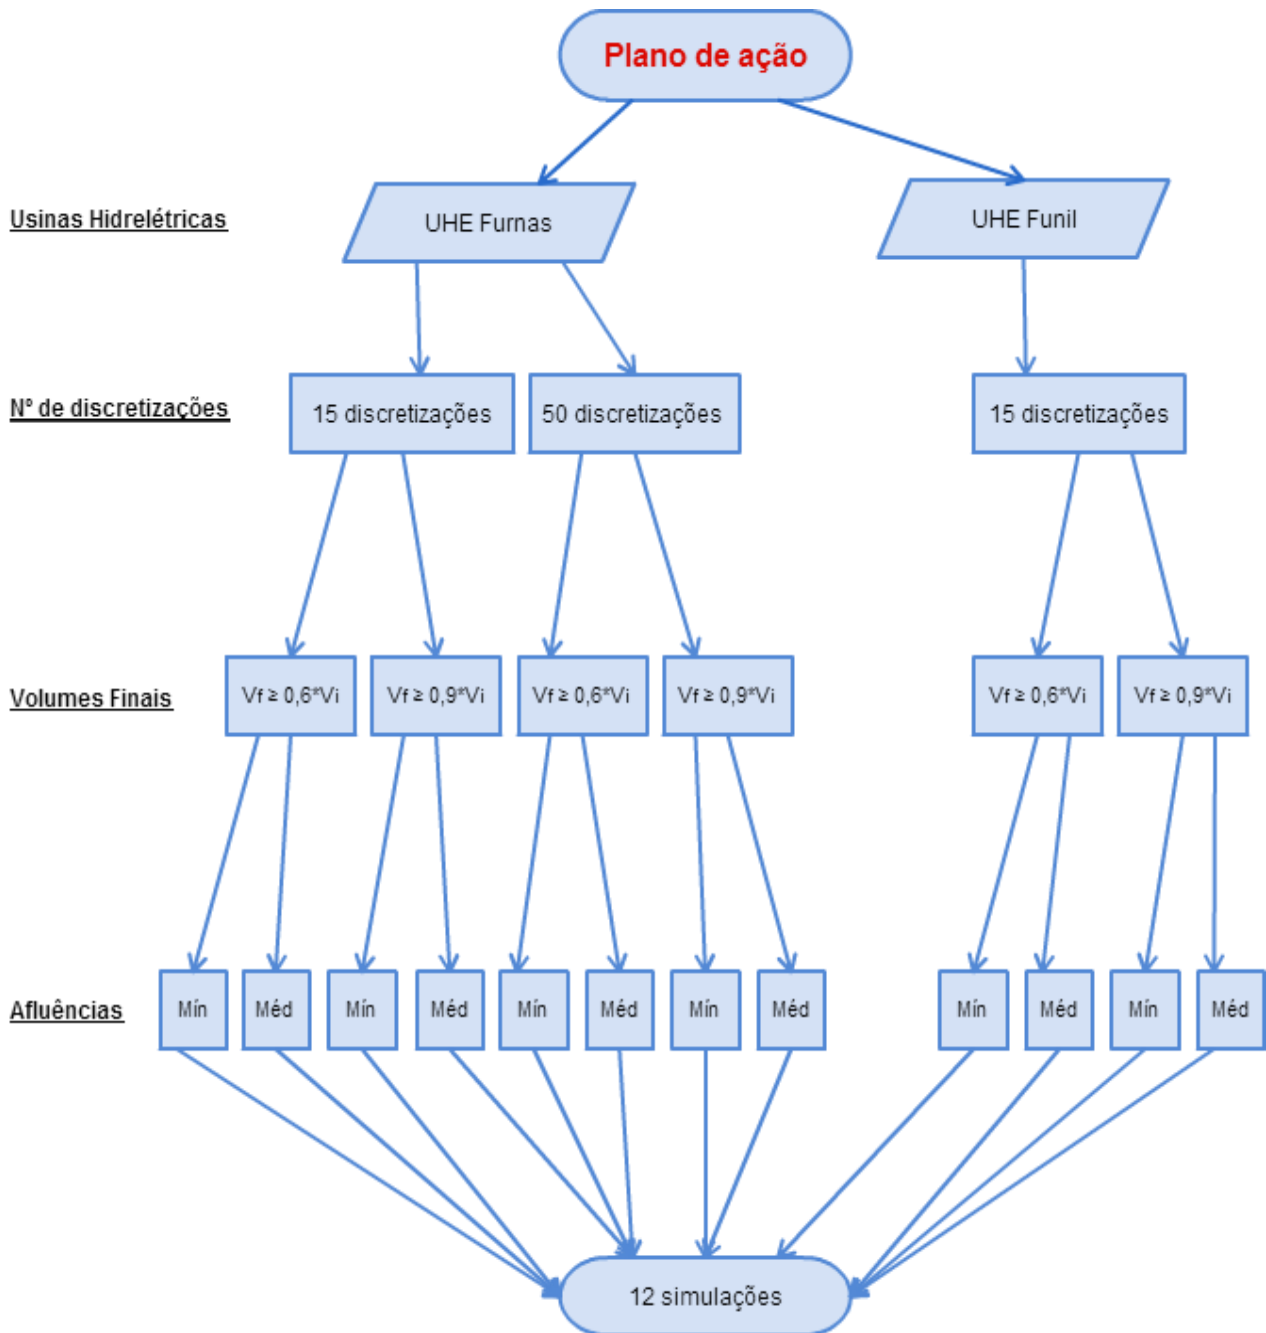 Plano de ação
Usinas Hidrelétricas
UHE Furnas
UHE Funil
Nº de discretizações
15 discretizações
50 discretizações
15 discretizações
Volumes Finais
Vf ≥ 0,6*Vi
Vf ≥ 0,9*Vi
Vf ≥ 0,6*Vi
Vf ≥ 0,9*Vi
Vf ≥ 0,6*Vi
Vf ≥ 0,9*Vi
Afluências
Mín
Méd
Mín
Méd
Mín
Méd
Mín
Méd
Mín
Méd
Mín
Méd
12 simulações